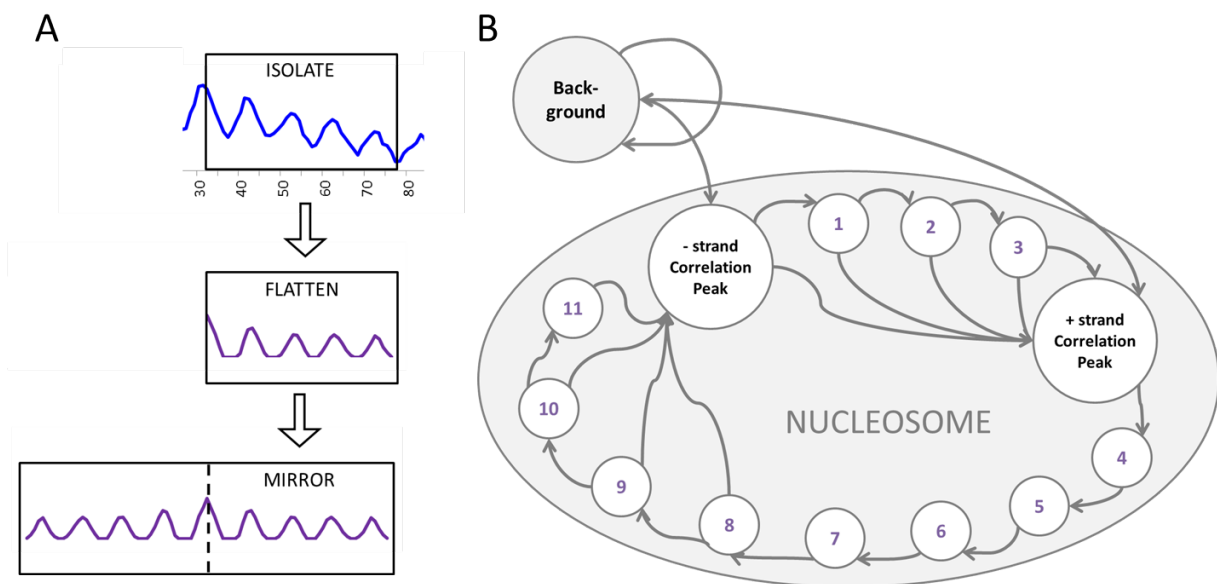 A
ISOLATE
30
40
50
60
70
80
FLATTEN
MIRROR
B
Back-
ground
- strand
Correlation
Peak
1
2
3
+ strand
Correlation
Peak
4
5
6
7
8
9
10
11
NUCLEOSOME